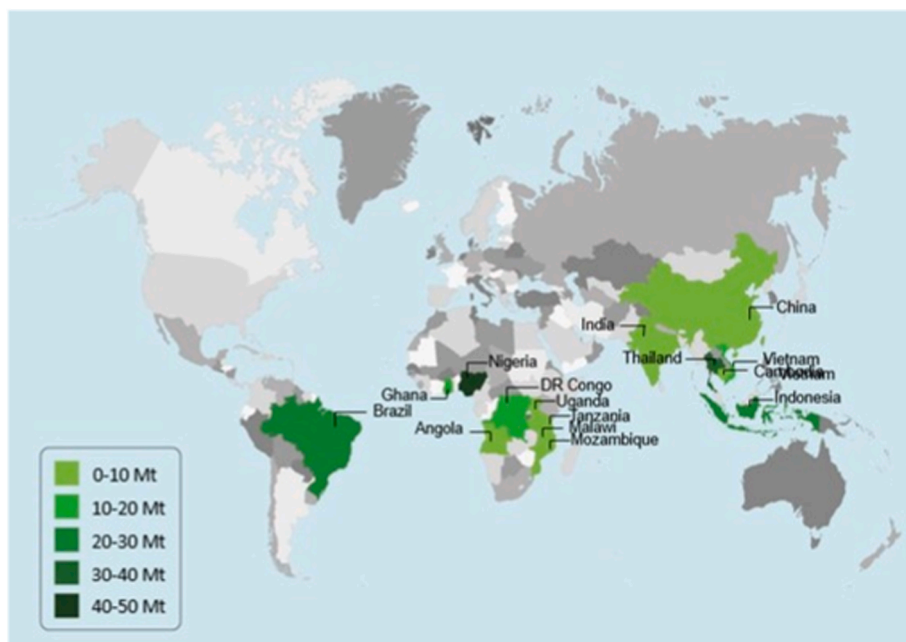 China
India
Thailand
Vietnam
Cambodia
Nigeria
Indonesia
DR Congo
Ghana
Uganda
Brazil
Tanzania
Angola
Malawi
Mozambique
0-10 Mt
10-20 Mt
20-30 Mt
30-40 Mt
40-50 Mt